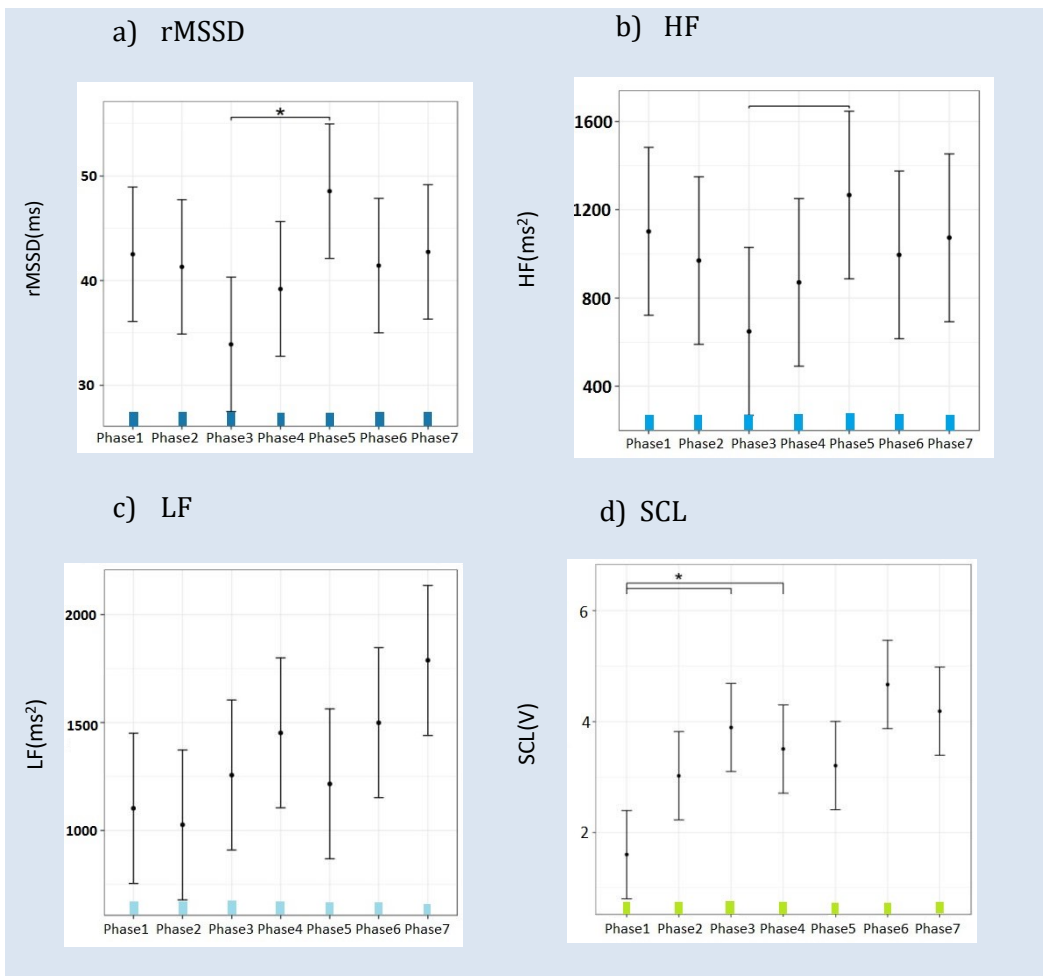 a) rMSSD
b) HF
rMSSD(ms)
50
40
30
*
Phase1 Phase2 Phase3 Phase4 Phase5 Phase6 Phase7
HF(ms²)
1600
1200
800
400
Phase1 Phase2 Phase3 Phase4 Phase5 Phase6 Phase7
c) LF
d) SCL
LF(ms²)
2000
1500
1000
Phase1 Phase2 Phase3 Phase4 Phase5 Phase6 Phase7
SCL(V)
6
4
2
*
Phase1 Phase2 Phase3 Phase4 Phase5 Phase6 Phase7